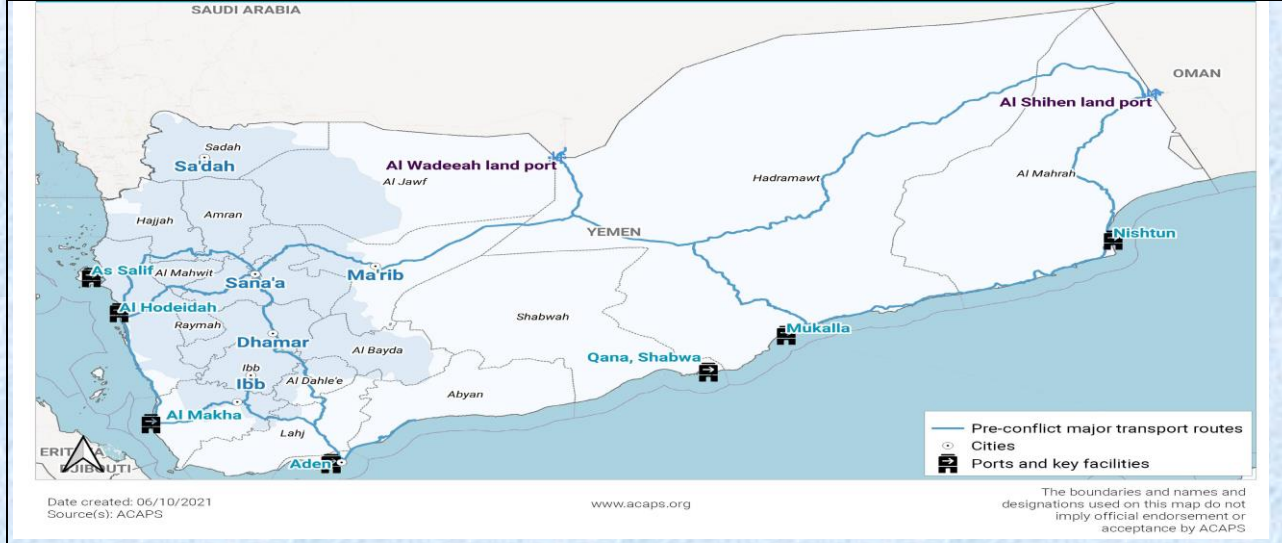 SAUDI ARABIA
OMAN
Al Shihen land port
Sadah
Sa'dah
Al Wadeeah land port
Al Jawf
Hadramawt
Al Mahrah
Hajjah
Amran
YEMEN
Nishtun
As Salif
Al Mahwit
Sana'a
Ma'rib
Al Hodeidah
Raymah
Shabwah
Dhamar
Mukalla
Al Bayda
Qana, Shabwa
Ibb
Ibb
Al Dahle'e
Abyan
Al Makha
Lahj
Aden
DJIBOUTI
Pre-conflict major transport routes
Cities
Ports and key facilities
Date created: 06/10/2021
Source(s): ACAPS
www.acaps.org
The boundaries and names and
designations used on this map do not
imply official endorsement or
acceptance by ACAPS